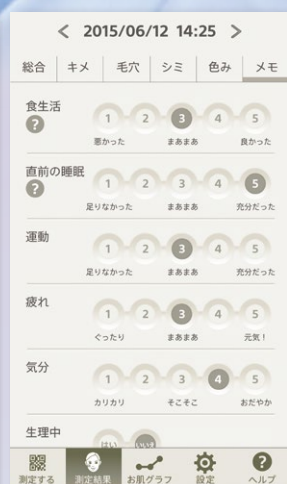 < 2015/06/12 14:25 >
総合 キメ 毛穴 シミ 色み メモ
食生活
?
1 2 3 4 5
悪かった まあまあ 良かった
直前の睡眠
?
1 2 3 4 5
足りなかった まあまあ 充分だった
運動
1 2 3 4 5
足りなかった まあまあ 充分だった
疲れ
1 2 3 4 5
ぐったり まあまあ 元気!
気分
1 2 3 4 5
カリカリ そこそこ おだやか
生理中
はい いいえ
測定する 測定結果 お肌グラフ 設定 ヘルプ